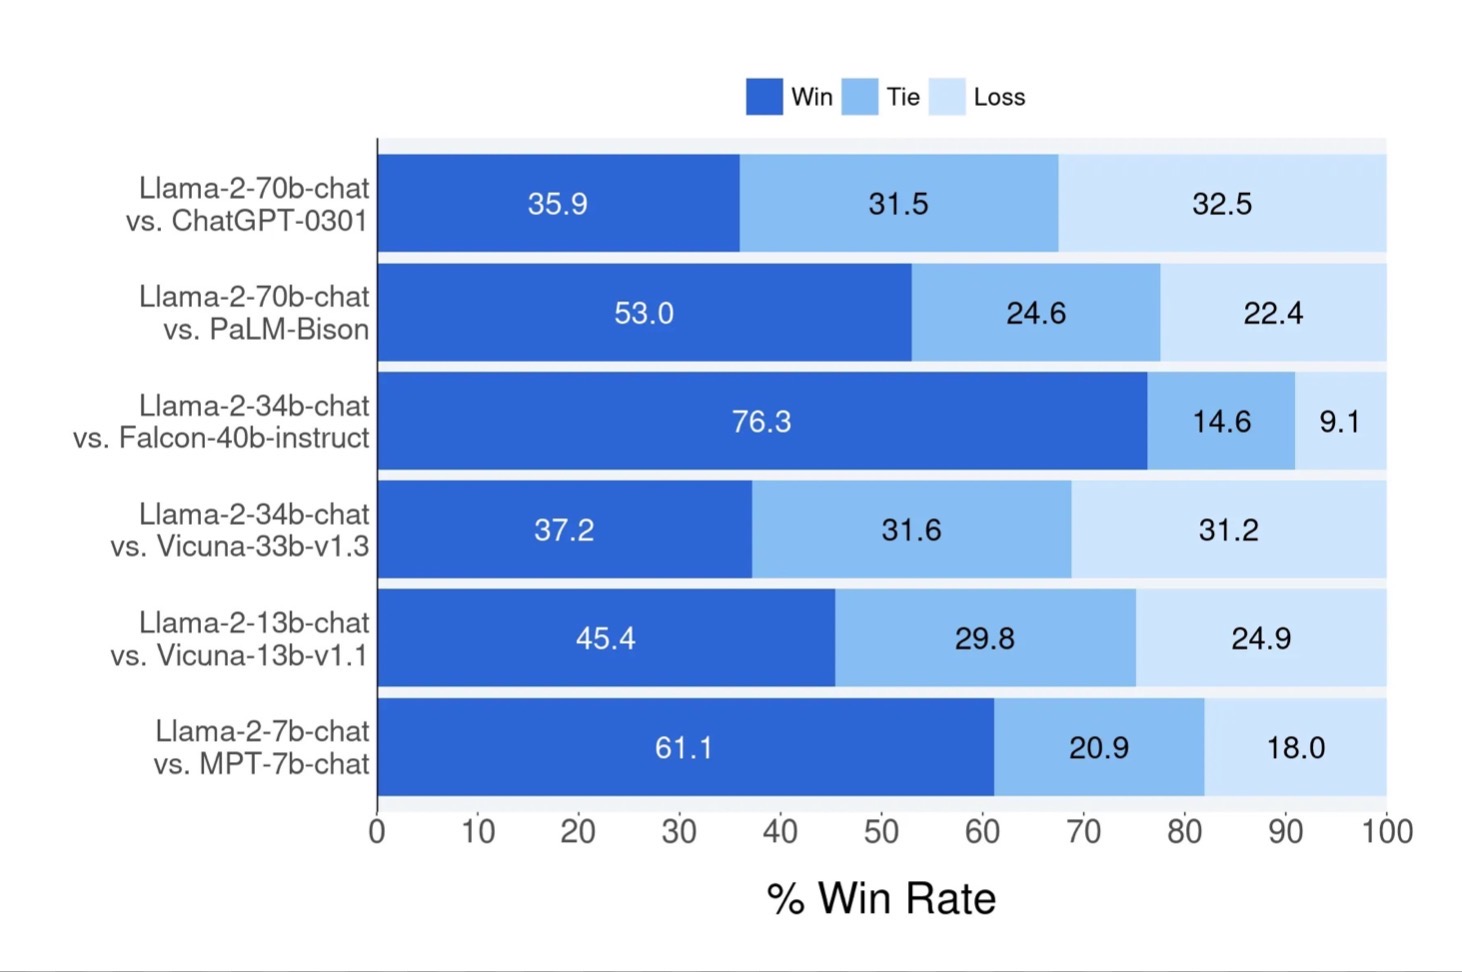 Win Tie Loss
Llama-2-70b-chat
vs. ChatGPT-0301
35.9 31.5 32.5
Llama-2-70b-chat
vs. PaLM-Bison
53.0 24.6 22.4
Llama-2-34b-chat
vs. Falcon-40b-instruct
76.3 14.6 9.1
Llama-2-34b-chat
vs. Vicuna-33b-v1.3
37.2 31.6 31.2
Llama-2-13b-chat
vs. Vicuna-13b-v1.1
45.4 29.8 24.9
Llama-2-7b-chat
vs. MPT-7b-chat
61.1 20.9 18.0
0 10 20 30 40 50 60 70 80 90 100
% Win Rate